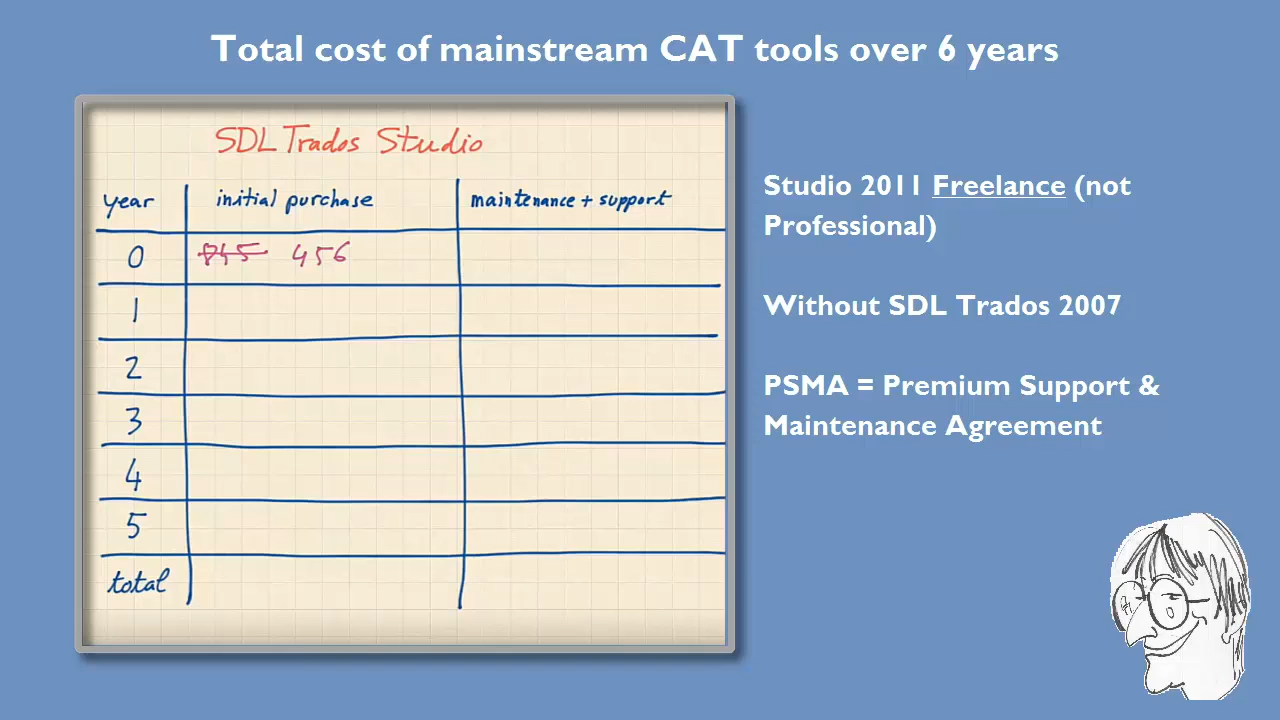 Total cost of mainstream CAT tools over 6 years
SDL Trados Studio
year initial purchase maintenance + support
0 845 456
1
2
3
4
5
total
Studio 2011 Freelance (not
Professional)
Without SDL Trados 2007
PSMA = Premium Support &
Maintenance Agreement